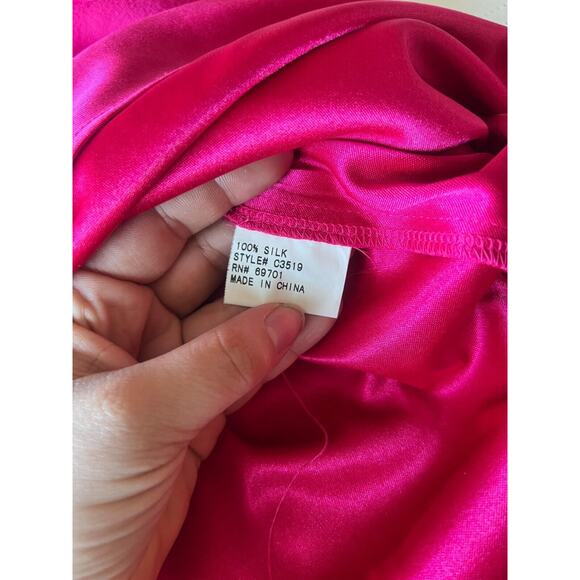 100% SILK
STYLE# C3519
RN# 69701
MADE IN CHINA